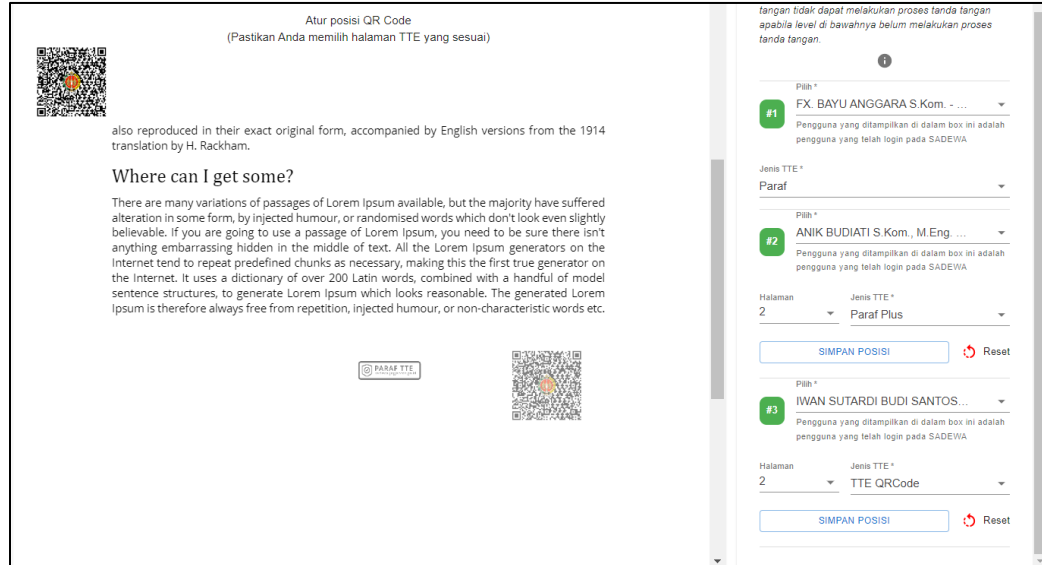 Atur posisi QR Code
(Pastikan Anda memilih halaman TTE yang sesuai)
also reproduced in their exact original form, accompanied by English versions from the 1914
translation by H. Rackham.
Where can I get some?
There are many variations of passages of Lorem Ipsum available, but the majority have suffered
alteration in some form, by injected humour, or randomised words which don't look even slightly
believable. If you are going to use a passage of Lorem Ipsum, you need to be sure there isn't
anything embarrassing hidden in the middle of text. All the Lorem Ipsum generators on the
Internet tend to repeat predefined chunks as necessary, making this the first true generator on
the Internet. It uses a dictionary of over 200 Latin words, combined with a handful of model
sentence structures, to generate Lorem Ipsum which looks reasonable. The generated Lorem
Ipsum is therefore always free from repetition, injected humour, or non-characteristic words etc.
PARAF TTE
tangan tidak dapat melakukan proses tanda tangan
apabila level di bawahnya belum melakukan proses
tanda tangan.
Pilih *
#1
FX. BAYU ANGGARA S.Kom. - ...
Pengguna yang ditampilkan di dalam box ini adalah
pengguna yang telah login pada SADEWA
Jenis TTE *
Paraf
Pilih *
#2
ANIK BUDIATI S.Kom., M.Eng. ...
Pengguna yang ditampilkan di dalam box ini adalah
pengguna yang telah login pada SADEWA
Halaman
Jenis TTE *
2
Paraf Plus
SIMPAN POSISI
Reset
Pilih *
#3
IWAN SUTARDI BUDI SANTOS...
Pengguna yang ditampilkan di dalam box ini adalah
pengguna yang telah login pada SADEWA
Halaman
Jenis TTE *
2
TTE QRCode
SIMPAN POSISI
Reset